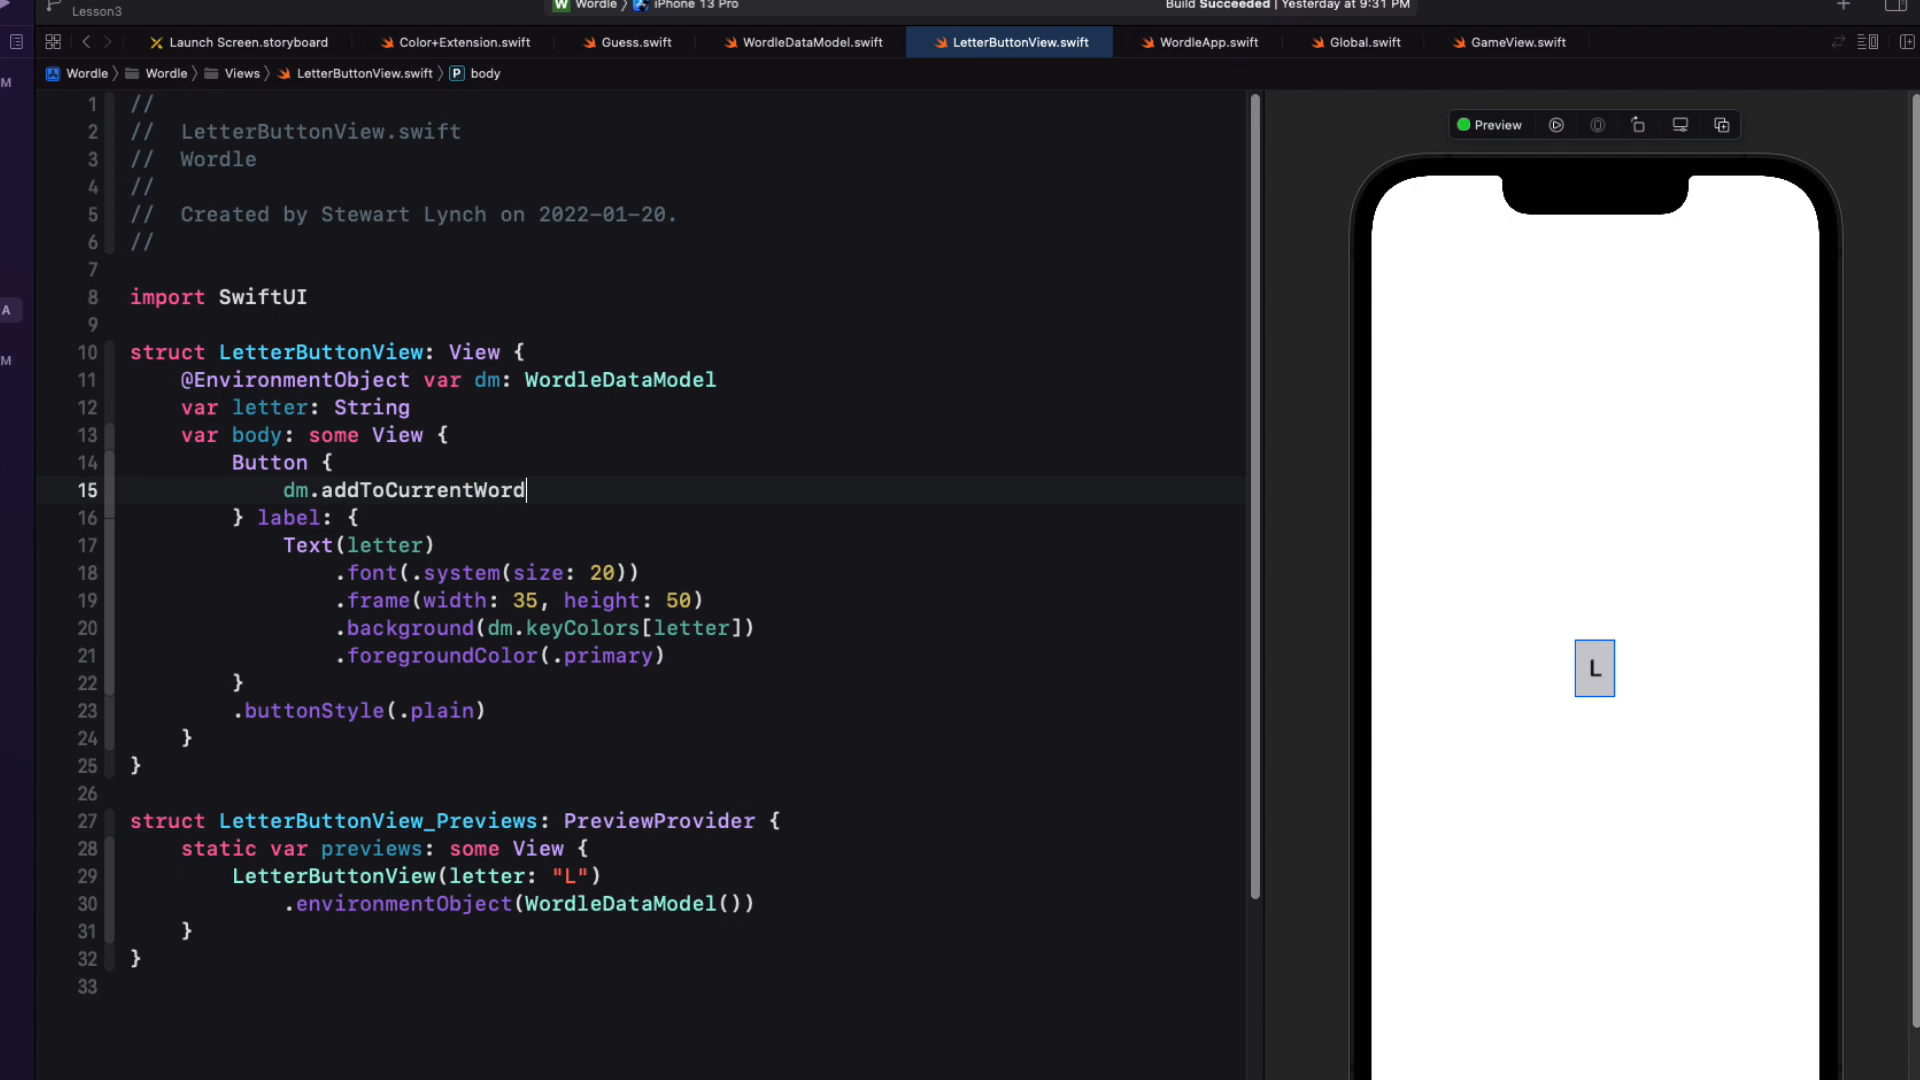 Lesson3
Wordle 〉 iPhone 13 Pro
Build Succeeded | Yesterday at 9:31 PM
Launch Screen.storyboard
Color+Extension.swift
Guess.swift
WordleDataModel.swift
LetterButtonView.swift
WordleApp.swift
Global.swift
GameView.swift
Wordle 〉 Wordle 〉 Views 〉 LetterButtonView.swift 〉 P body
M
A
M
1 //
2 //  LetterButtonView.swift
3 //  Wordle
4 //
5 //  Created by Stewart Lynch on 2022-01-20.
6 //
7
8 import SwiftUI
9
10 struct LetterButtonView: View {
11     @EnvironmentObject var dm: WordleDataModel
12     var letter: String
13     var body: some View {
14         Button {
15             dm.addToCurrentWord
16         } label: {
17             Text(letter)
18                 .font(.system(size: 20))
19                 .frame(width: 35, height: 50)
20                 .background(dm.keyColors[letter])
21                 .foregroundColor(.primary)
22         }
23         .buttonStyle(.plain)
24     }
25 }
26
27 struct LetterButtonView_Previews: PreviewProvider {
28     static var previews: some View {
29         LetterButtonView(letter: "L")
30             .environmentObject(WordleDataModel())
31     }
32 }
33
Preview
L